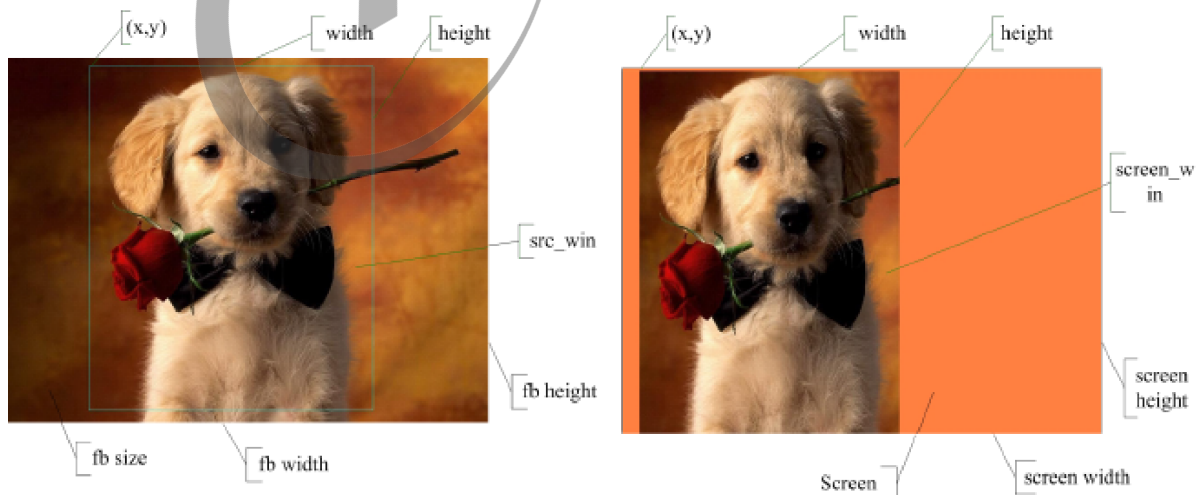 (x,y)
width
height
src_win
fb height
fb size
fb width
(x,y)
width
height
screen_w
in
screen
height
Screen
screen width